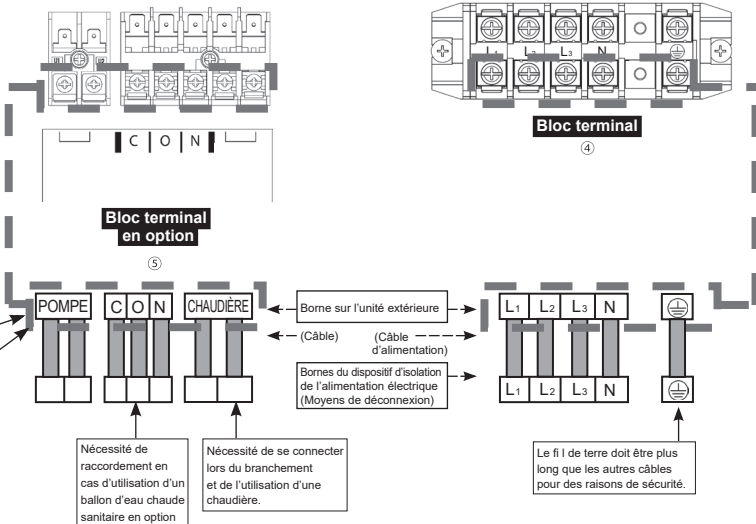 L₁ L₂ L₃ N
Bloc terminal
④
C O N
Bloc terminal
en option
⑤
POMPE C O N CHAUDIÈRE
Borne sur l'unité extérieure
L₁ L₂ L₃ N
(Câble)
(Câble
d'alimentation)
Bornes du dispositif d'isolation
de l'alimentation électrique
(Moyens de déconnexion)
L₁ L₂ L₃ N
Nécessité de
raccordement en
cas d'utilisation d'un
ballon d'eau chaude
sanitaire en option
Nécessité de se connecter
lors du branchement
et de l'utilisation d'une
chaudière.
Le fi l de terre doit être plus
long que les autres câbles
pour des raisons de sécurité.